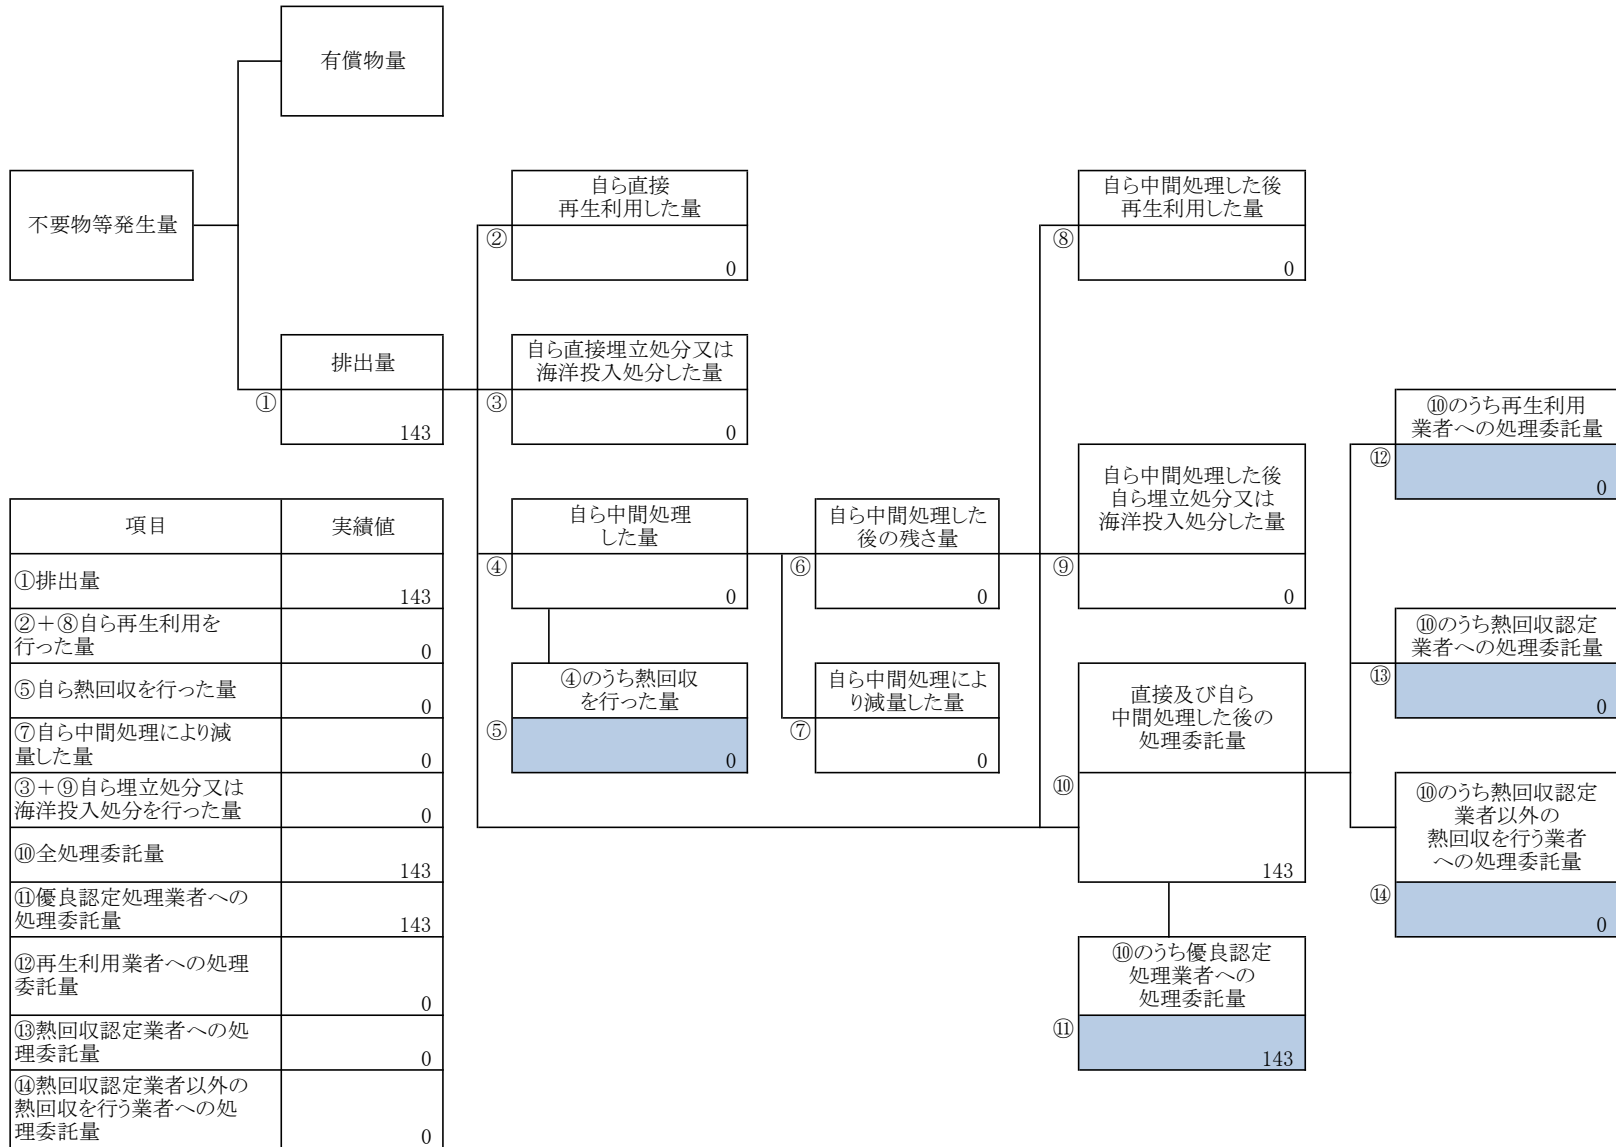 有償物量
不要物等発生量
自ら直接
再生利用した量
②
0
自ら中間処理した後
再生利用した量
⑧
0
排出量
①
143
自ら直接埋立処分又は
海洋投入処分した量
③
0
⑩のうち再生利用
業者への処理委託量
⑫
0
自ら中間処理
した量
④
0
自ら中間処理した
後の残さ量
⑥
0
自ら中間処理した後
自ら埋立処分又は
海洋投入処分した量
⑨
0
⑩のうち熱回収認定
業者への処理委託量
⑬
0
④のうち熱回収
を行った量
⑤
0
自ら中間処理によ
り減量した量
⑦
0
直接及び自ら
中間処理した後の
処理委託量
⑩
143
⑩のうち熱回収認定
業者以外の
熱回収を行う業者
への処理委託量
⑭
0
⑩のうち優良認定
処理業者への
処理委託量
⑪
143
項目 実績値
①排出量
143
②+⑧自ら再生利用を
行った量
0
⑤自ら熱回収を行った量
0
⑦自ら中間処理により減
量した量
0
③+⑨自ら埋立処分又は
海洋投入処分を行った量
0
⑩全処理委託量
143
⑪優良認定処理業者への
処理委託量
143
⑫再生利用業者への処理
委託量
0
⑬熱回収認定業者への処
理委託量
0
⑭熱回収認定業者以外の
熱回収を行う業者への処
理委託量
0